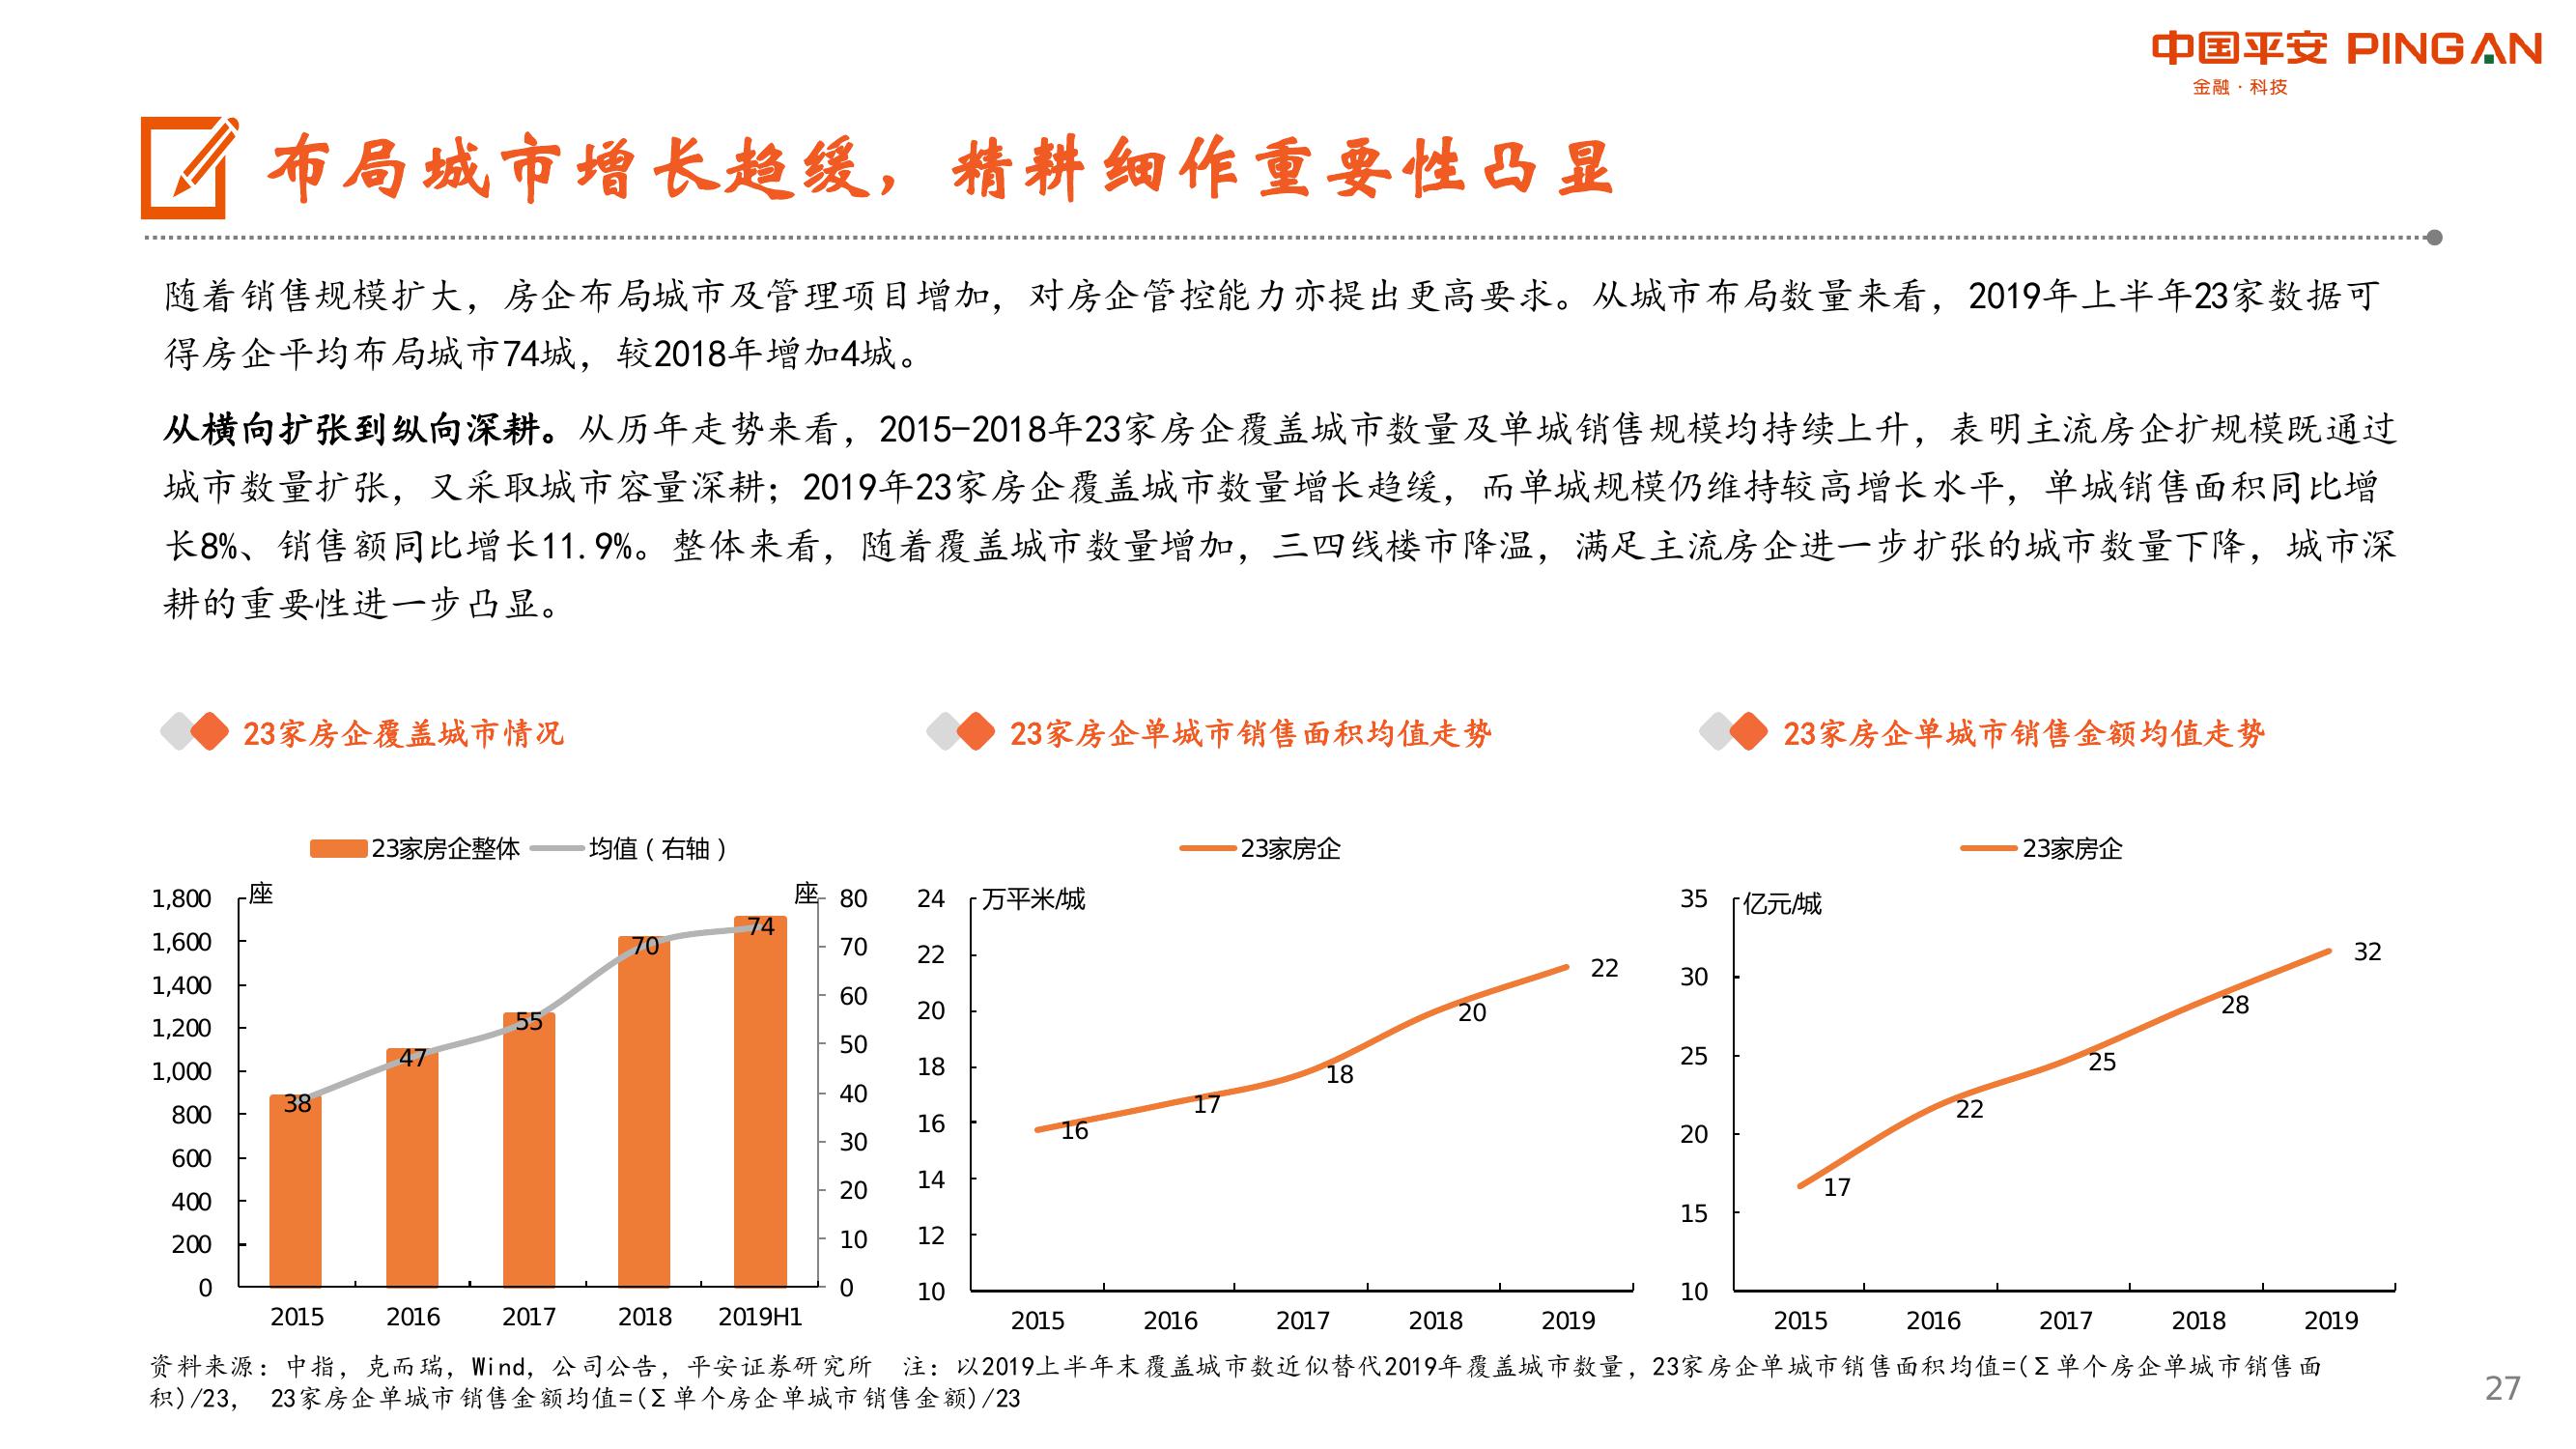 中国平安 PINGAN
金融·科技
布局城市增长趋缓，精耕细作重要性凸显
随着销售规模扩大，房企布局城市及管理项目增加，对房企管控能力亦提出更高要求。从城市布局数量来看，2019年上半年23家数据可
得房企平均布局城市74城，较2018年增加4城。
从横向扩张到纵向深耕。从历年走势来看，2015-2018年23家房企覆盖城市数量及单城销售规模均持续上升，表明主流房企扩规模既通过
城市数量扩张，又采取城市容量深耕；2019年23家房企覆盖城市数量增长趋缓，而单城规模仍维持较高增长水平，单城销售面积同比增
长8%、销售额同比增长11.9%。整体来看，随着覆盖城市数量增加，三四线楼市降温，满足主流房企进一步扩张的城市数量下降，城市深
耕的重要性进一步凸显。
23家房企覆盖城市情况
23家房企整体 均值（右轴）
座 座
1,800
1,600
1,400
1,200
1,000
800
600
400
200
0
80
70
60
50
40
30
20
10
0
38 47 55 70 74
2015 2016 2017 2018 2019H1
23家房企单城市销售面积均值走势
23家房企
万平米/城
24
22
20
18
16
14
12
10
16 17 18 20 22
2015 2016 2017 2018 2019
23家房企单城市销售金额均值走势
23家房企
亿元/城
35
30
25
20
15
10
17 22 25 28 32
2015 2016 2017 2018 2019
资料来源：中指，克而瑞，Wind，公司公告，平安证券研究所 注：以2019上半年末覆盖城市数近似替代2019年覆盖城市数量，23家房企单城市销售面积均值=(Σ单个房企单城市销售面
积)/23， 23家房企单城市销售金额均值=(Σ单个房企单城市销售金额)/23
27